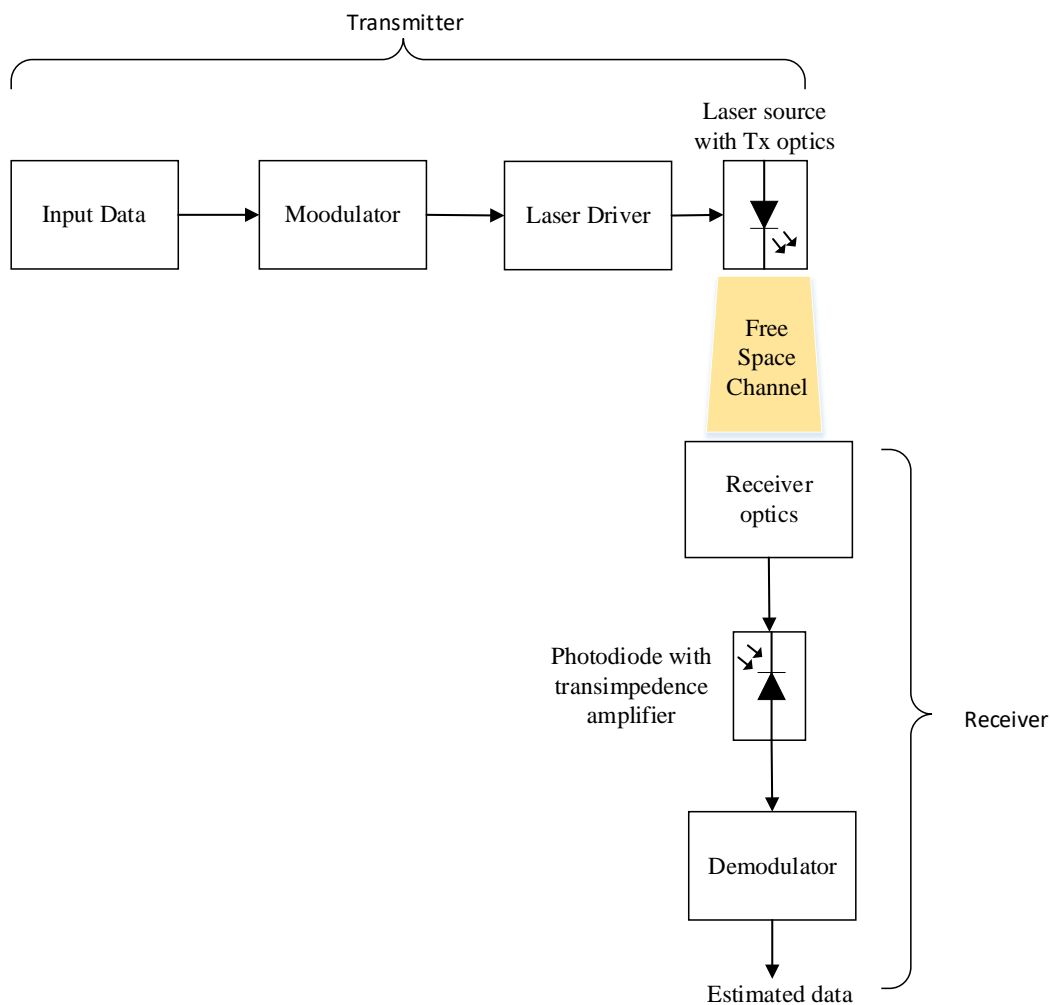 Transmitter
Laser source
with Tx optics
Input Data
Moodulator
Laser Driver
Free
Space
Channel
Receiver
optics
Photodiode with
transimpedence
amplifier
Receiver
Demodulator
Estimated data